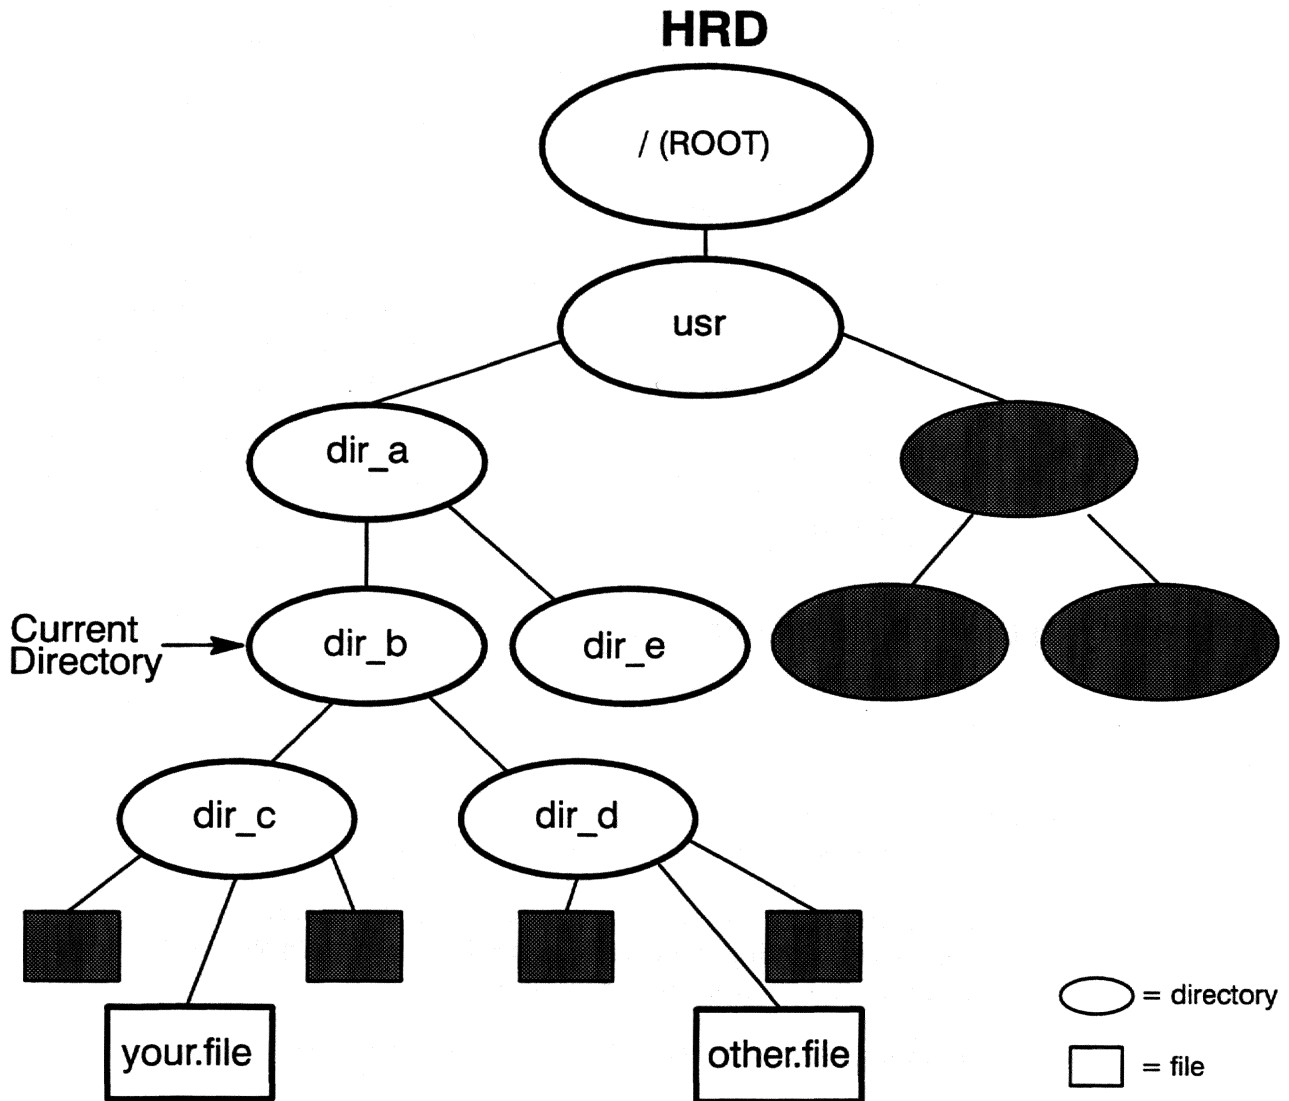 HRD
/ (ROOT)
usr
dir_a
Current
Directory
dir_b
dir_e
dir_c
dir_d
your.file
other.file
= directory
= file